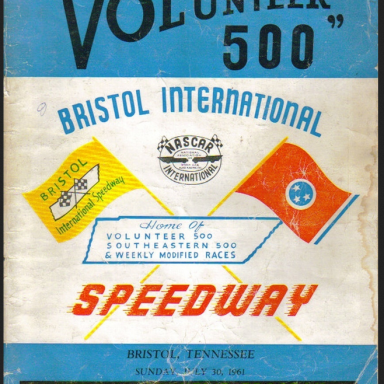 VOLUNTEER
500"
BRISTOL INTERNATIONAL
NASCAR
INTERNATIONAL
BRISTOL
International Speedway
Home Of
VOLUNTEER 500
SOUTHEASTERN 500
& WEEKLY MODIFIED RACES
SPEEDWAY
BRISTOL, TENNESSEE
SUNDAY, JULY 30, 1961